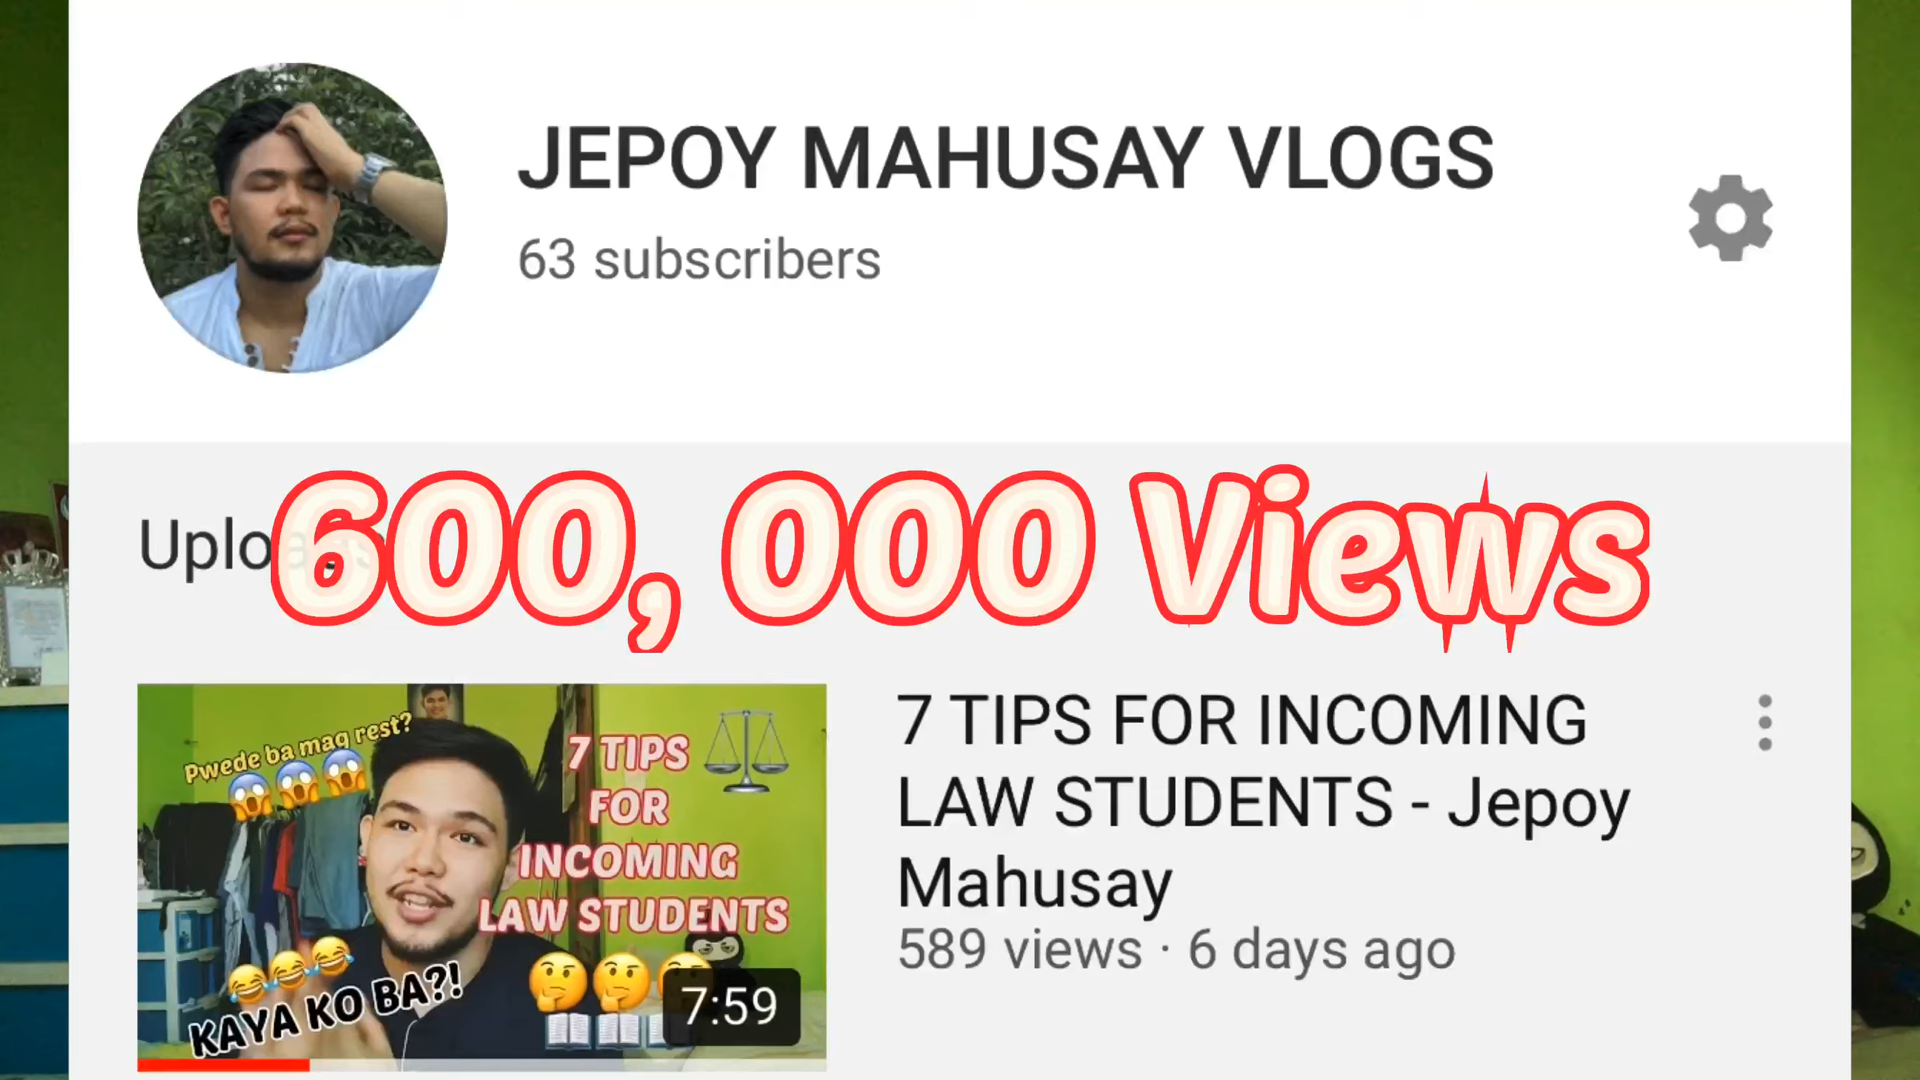 JEPOY MAHUSAY VLOGS
63 subscribers
Uploads
600, 000 Views
Pwede ba mag rest?
7 TIPS
FOR
INCOMING
LAW STUDENTS
KAYA KO BA?!
7:59
7 TIPS FOR INCOMING
LAW STUDENTS - Jepoy
Mahusay
589 views · 6 days ago